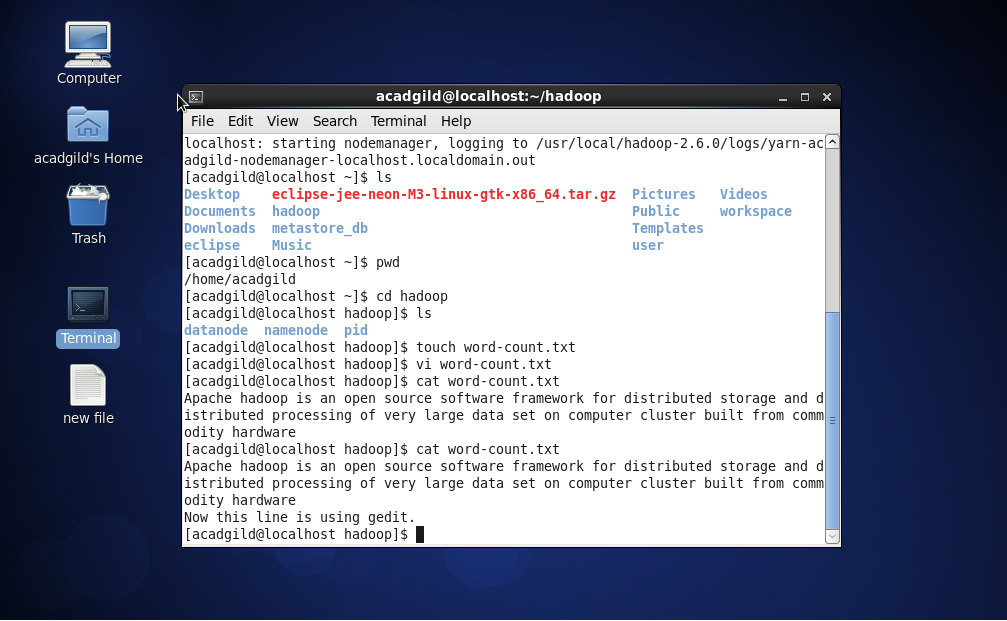 Computer
acadgild's Home
Trash
Terminal
new file
acadgild@localhost:~/hadoop
File Edit View Search Terminal Help
localhost: starting nodemanager, logging to /usr/local/hadoop-2.6.0/logs/yarn-ac
adgild-nodemanager-localhost.localdomain.out
[acadgild@localhost ~]$ ls
Desktop    eclipse-jee-neon-M3-linux-gtk-x86_64.tar.gz  Pictures   Videos
Documents  hadoop                                       Public     workspace
Downloads  metastore_db                                 Templates
eclipse    Music                                        user
[acadgild@localhost ~]$ pwd
/home/acadgild
[acadgild@localhost ~]$ cd hadoop
[acadgild@localhost hadoop]$ ls
datanode  namenode  pid
[acadgild@localhost hadoop]$ touch word-count.txt
[acadgild@localhost hadoop]$ vi word-count.txt
[acadgild@localhost hadoop]$ cat word-count.txt
Apache hadoop is an open source software framework for distributed storage and d
istributed processing of very large data set on computer cluster built from comm
odity hardware
[acadgild@localhost hadoop]$ cat word-count.txt
Apache hadoop is an open source software framework for distributed storage and d
istributed processing of very large data set on computer cluster built from comm
odity hardware
Now this line is using gedit.
[acadgild@localhost hadoop]$